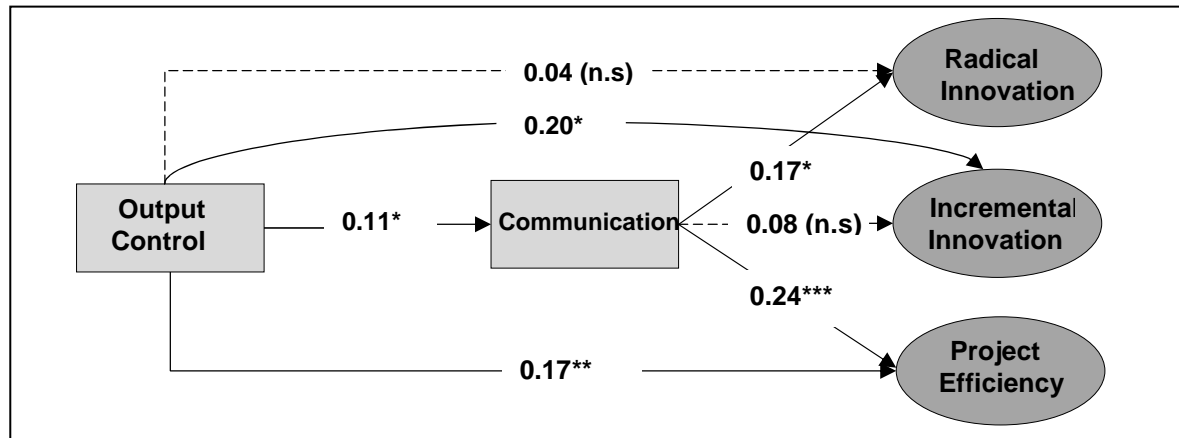 Radical
Innovation
0.04 (n.s)
0.20*
0.17*
Output
Control
0.11*
Communication
0.08 (n.s)
Incremental
Innovation
0.24***
0.17**
Project
Efficiency